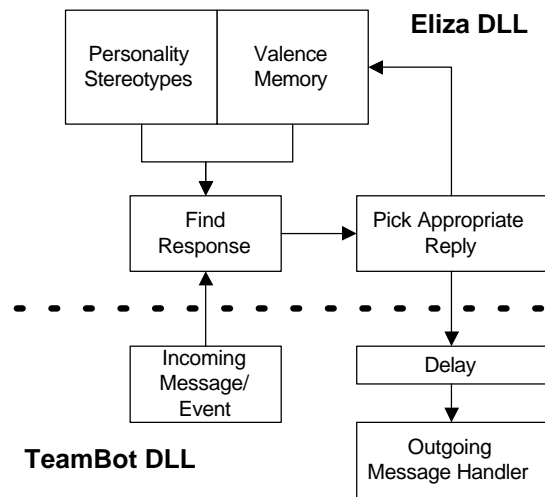 Eliza DLL
Personality
Stereotypes
Valence
Memory
Find
Response
Pick Appropriate
Reply
Incoming
Message/
Event
Delay
TeamBot DLL
Outgoing
Message Handler